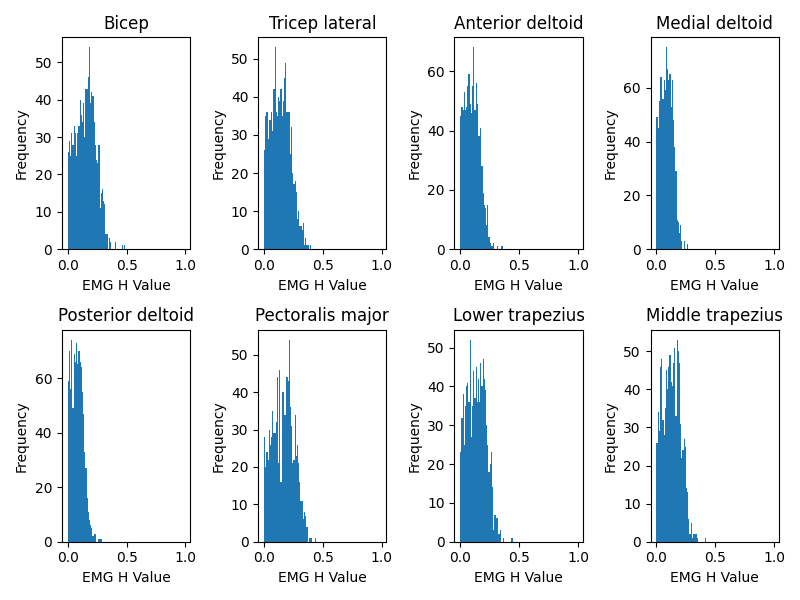 Bicep
Tricep lateral
Anterior deltoid
Medial deltoid
50
40
30
20
10
0
Frequency
0.0 0.5 1.0
EMG H Value
50
40
30
20
10
0
Frequency
0.0 0.5 1.0
EMG H Value
60
40
20
0
Frequency
0.0 0.5 1.0
EMG H Value
60
40
20
0
Frequency
0.0 0.5 1.0
EMG H Value
Posterior deltoid
Pectoralis major
Lower trapezius
Middle trapezius
60
40
20
0
Frequency
0.0 0.5 1.0
EMG H Value
50
40
30
20
10
0
Frequency
0.0 0.5 1.0
EMG H Value
50
40
30
20
10
0
Frequency
0.0 0.5 1.0
EMG H Value
50
40
30
20
10
0
Frequency
0.0 0.5 1.0
EMG H Value